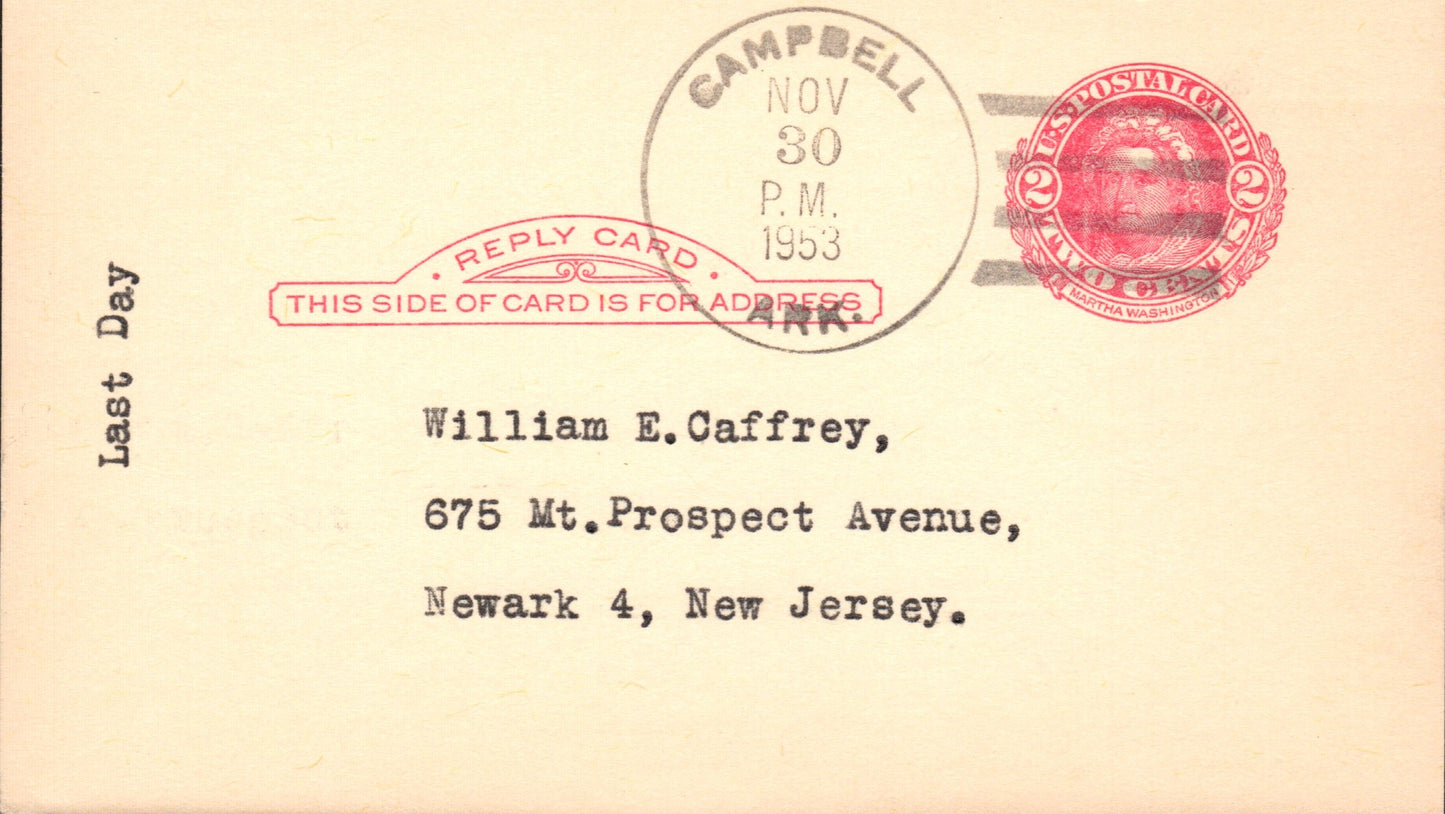 CAMPBELL
NOV
30
P.M.
1953
ARK.
U.S. POSTAL CARD
2 2
TWO CENTS
MARTHA WASHINGTON
• REPLY CARD •
THIS SIDE OF CARD IS FOR ADDRESS
Last Day
William E.Caffrey,
675 Mt.Prospect Avenue,
Newark 4, New Jersey.